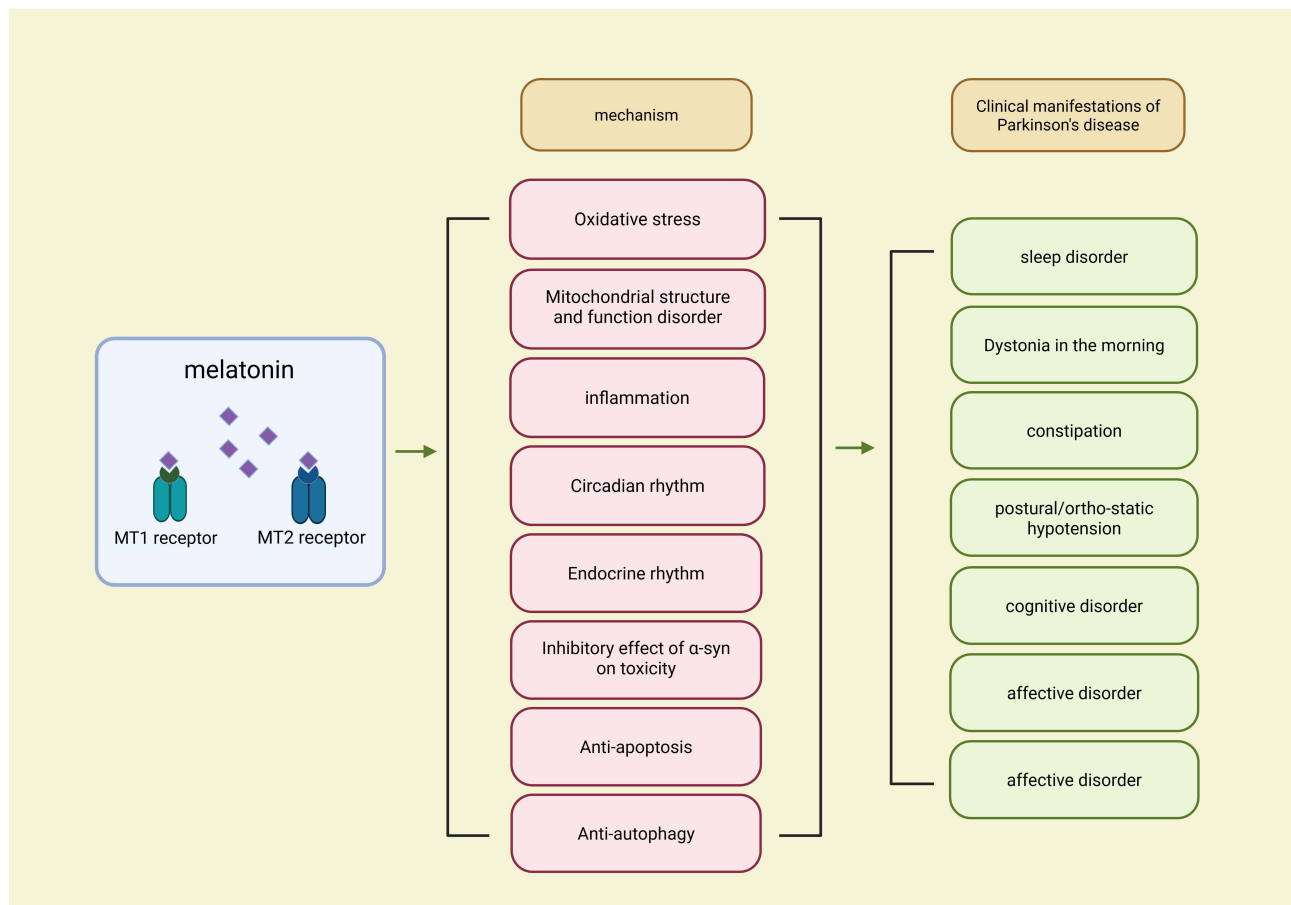 melatonin
MT1 receptor
MT2 receptor
mechanism
Oxidative stress
Mitochondrial structure
and function disorder
inflammation
Circadian rhythm
Endocrine rhythm
Inhibitory effect of α-syn
on toxicity
Anti-apoptosis
Anti-autophagy
Clinical manifestations of
Parkinson's disease
sleep disorder
Dystonia in the morning
constipation
postural/ortho-static
hypotension
cognitive disorder
affective disorder
affective disorder